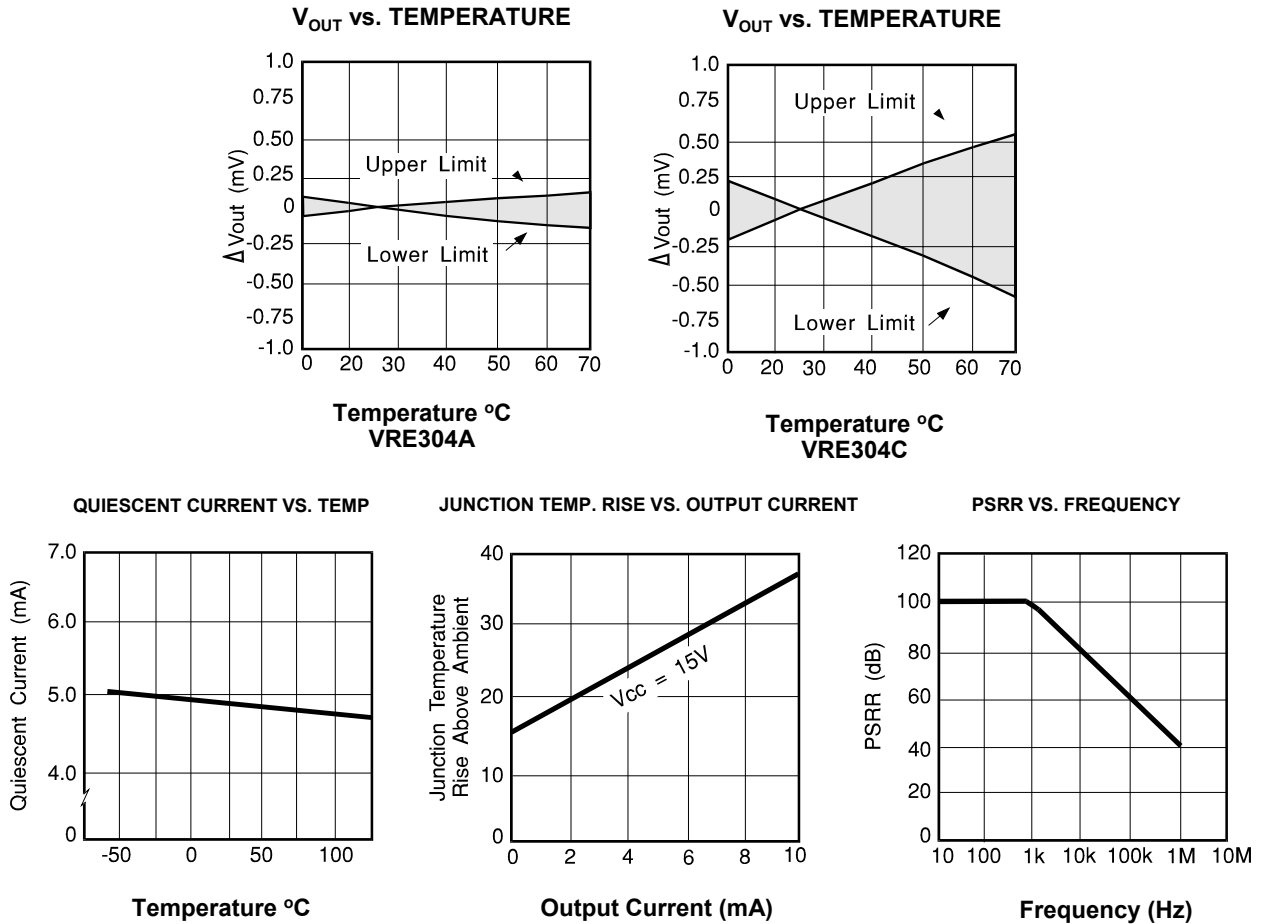 V_OUT vs. TEMPERATURE
1.0
0.75
0.50
0.25
0
-0.25
-0.50
-0.75
-1.0
Δ Vout (mV)
Upper Limit
Lower Limit
0 20 30 40 50 60 70
Temperature °C
VRE304A
V_OUT vs. TEMPERATURE
1.0
0.75
0.50
0.25
0
-0.25
-0.50
-0.75
-1.0
Δ Vout (mV)
Upper Limit
Lower Limit
0 20 30 40 50 60 70
Temperature °C
VRE304C
QUIESCENT CURRENT VS. TEMP
7.0
6.0
5.0
4.0
0
Quiescent Current (mA)
-50 0 50 100
Temperature °C
JUNCTION TEMP. RISE VS. OUTPUT CURRENT
40
30
20
10
0
Junction Temperature
Rise Above Ambient
Vcc = 15V
0 2 4 6 8 10
Output Current (mA)
PSRR VS. FREQUENCY
120
100
80
60
40
20
0
PSRR (dB)
10 100 1k 10k 100k 1M 10M
Frequency (Hz)